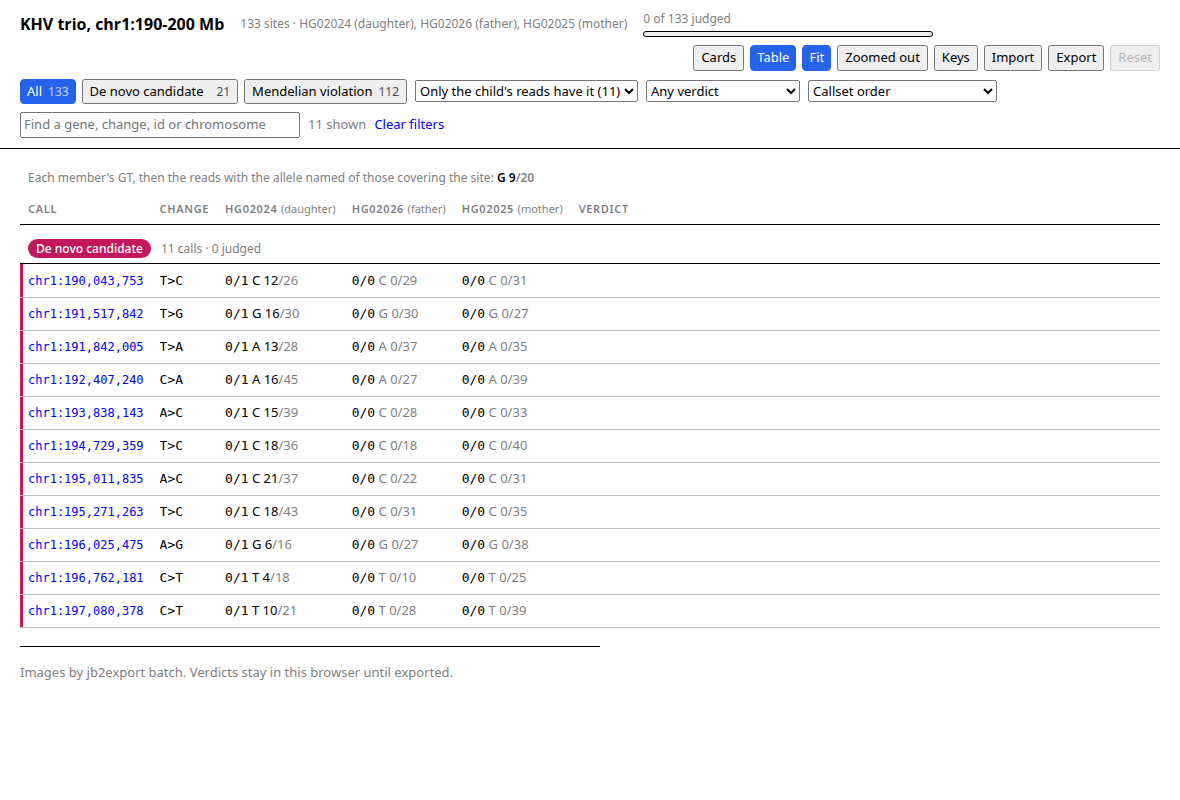 KHV trio, chr1:190-200 Mb 133 sites · HG02024 (daughter), HG02026 (father), HG02025 (mother) 0 of 133 judged
Cards Table Fit Zoomed out Keys Import Export Reset
All 133 De novo candidate 21 Mendelian violation 112 Only the child's reads have it (11) Any verdict Callset order
Find a gene, change, id or chromosome 11 shown Clear filters
Each member's GT, then the reads with the allele named of those covering the site: G 9/20
CALL CHANGE HG02024 (daughter) HG02026 (father) HG02025 (mother) VERDICT
De novo candidate 11 calls · 0 judged
chr1:190,043,753 T>C 0/1 C 12/26 0/0 C 0/29 0/0 C 0/31
chr1:191,517,842 T>G 0/1 G 16/30 0/0 G 0/30 0/0 G 0/27
chr1:191,842,005 T>A 0/1 A 13/28 0/0 A 0/37 0/0 A 0/35
chr1:192,407,240 C>A 0/1 A 16/45 0/0 A 0/27 0/0 A 0/39
chr1:193,838,143 A>C 0/1 C 15/39 0/0 C 0/28 0/0 C 0/33
chr1:194,729,359 T>C 0/1 C 18/36 0/0 C 0/18 0/0 C 0/40
chr1:195,011,835 A>C 0/1 C 21/37 0/0 C 0/22 0/0 C 0/31
chr1:195,271,263 T>C 0/1 C 18/43 0/0 C 0/31 0/0 C 0/35
chr1:196,025,475 A>G 0/1 G 6/16 0/0 G 0/27 0/0 G 0/38
chr1:196,762,181 C>T 0/1 T 4/18 0/0 T 0/10 0/0 T 0/25
chr1:197,080,378 C>T 0/1 T 10/21 0/0 T 0/28 0/0 T 0/39
Images by jb2export batch. Verdicts stay in this browser until exported.